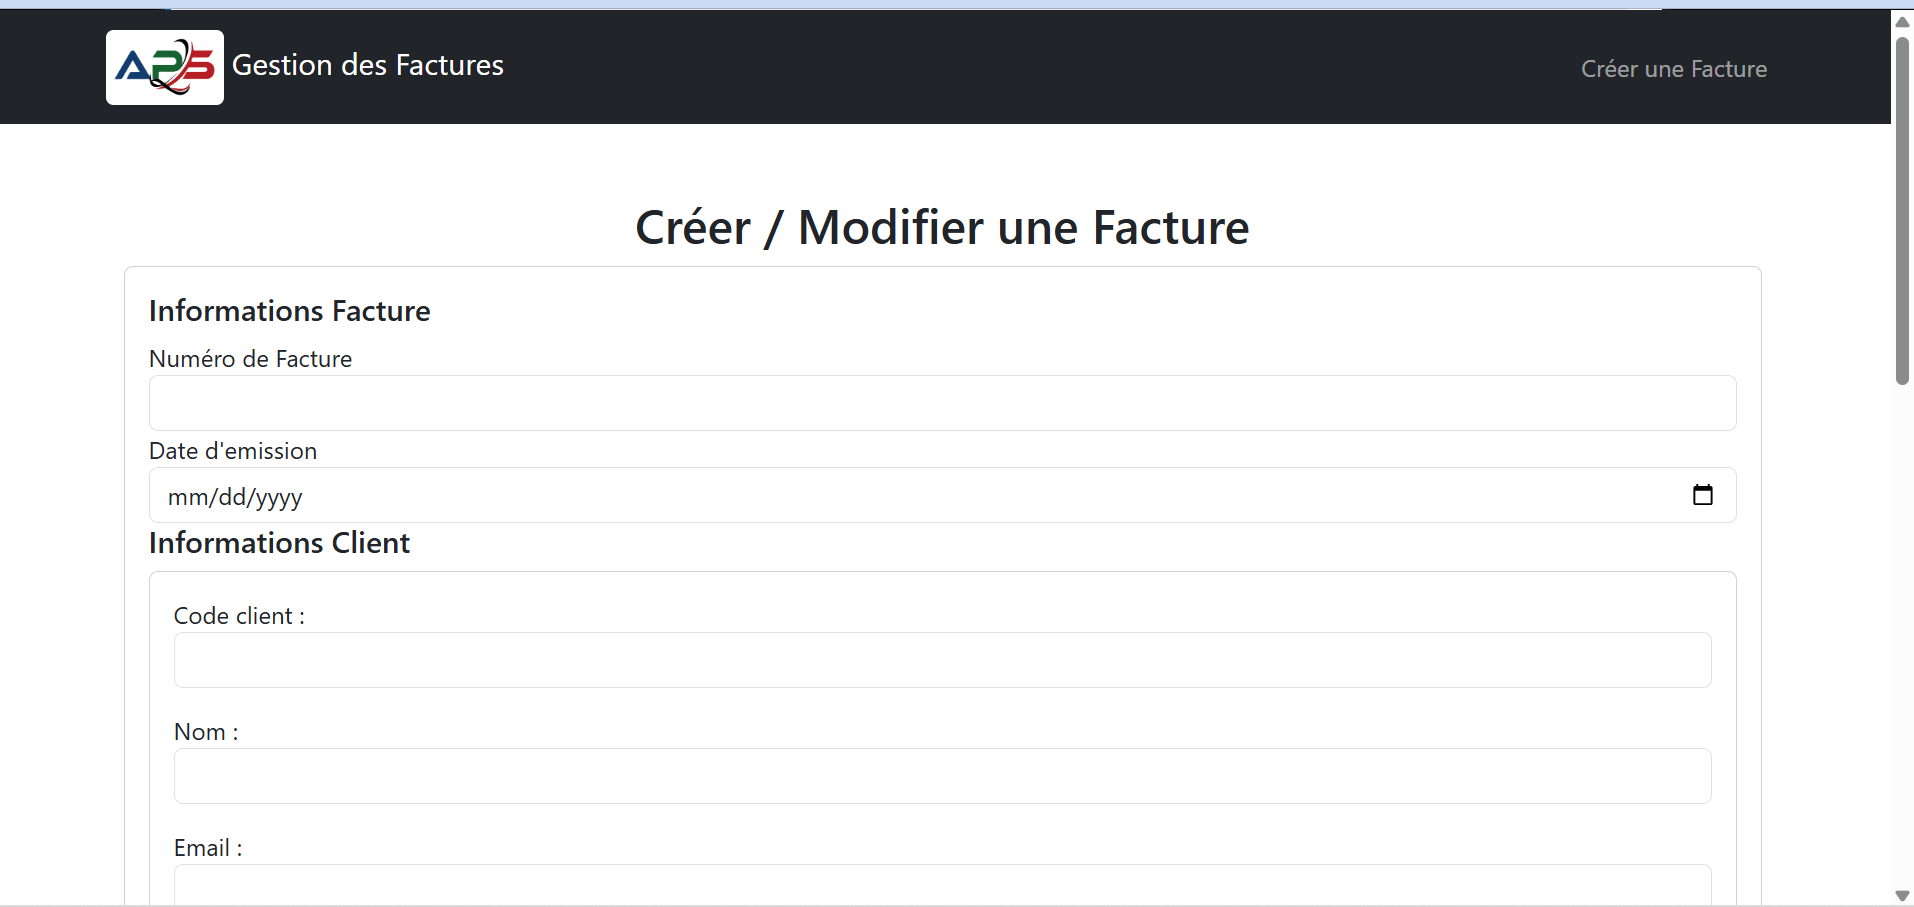 APS Gestion des Factures
Créer une Facture
Créer / Modifier une Facture
Informations Facture
Numéro de Facture
Date d'emission
mm/dd/yyyy
Informations Client
Code client :
Nom :
Email :